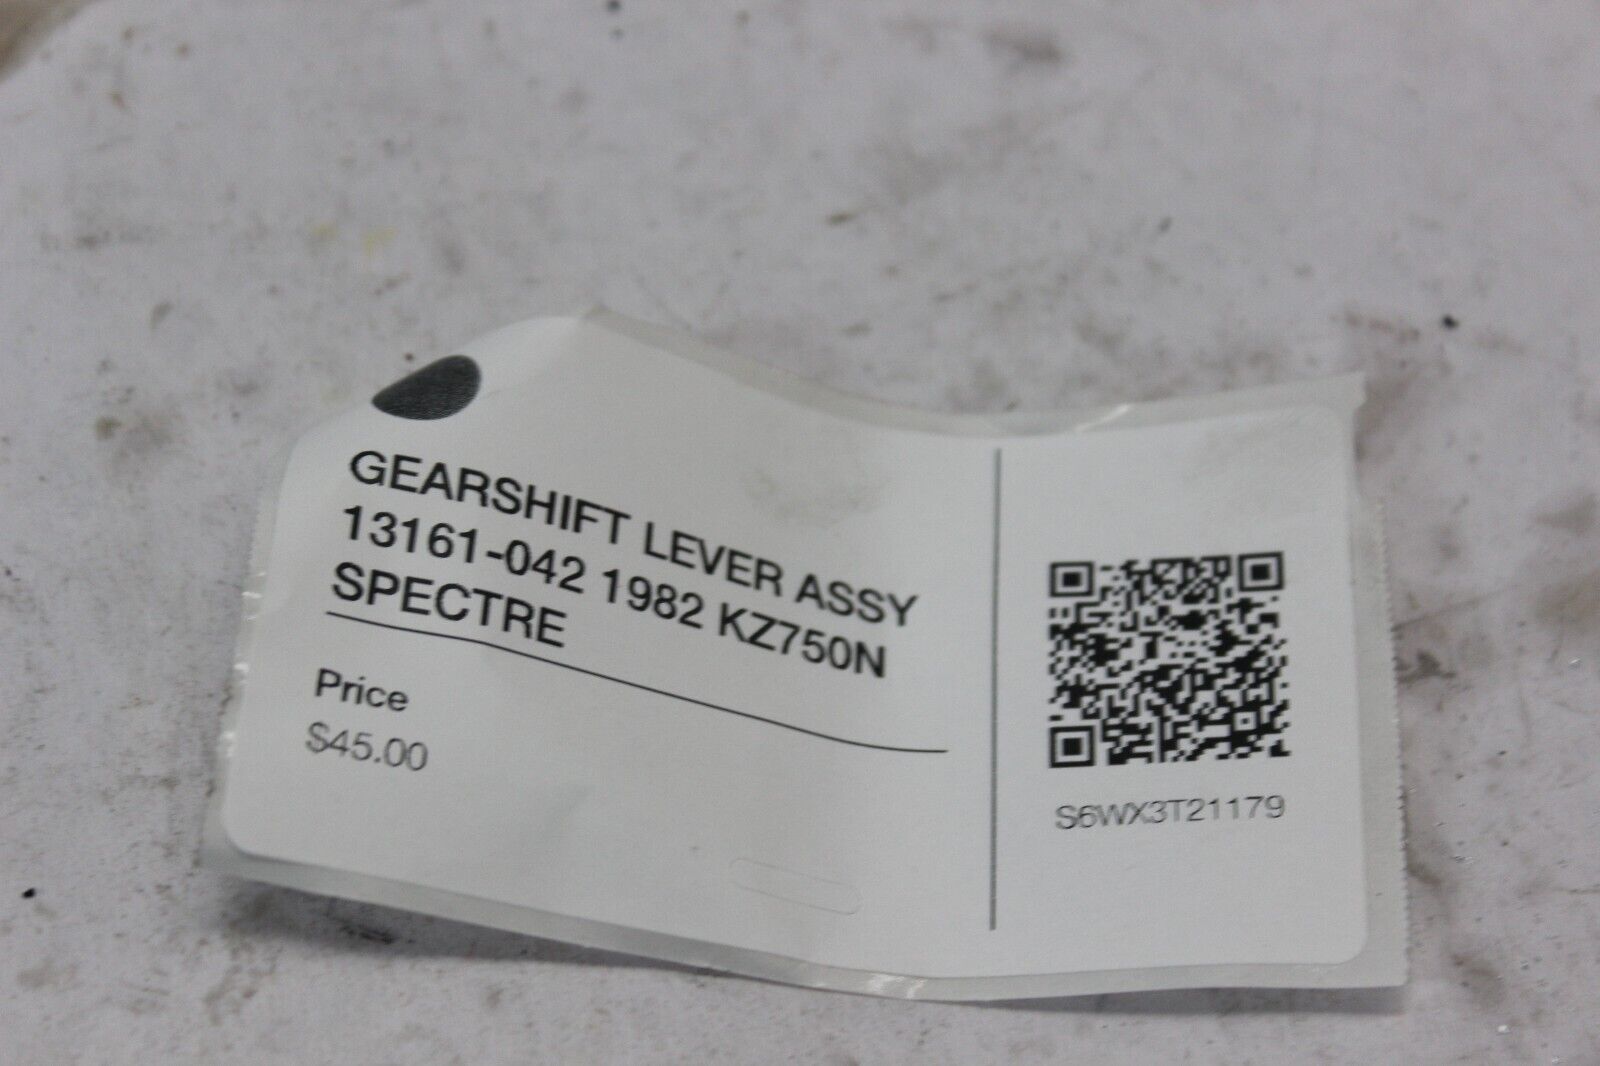 GEARSHIFT LEVER ASSY
13161-042 1982 KZ750N
SPECTRE
Price
$45.00
S6WX3T21179